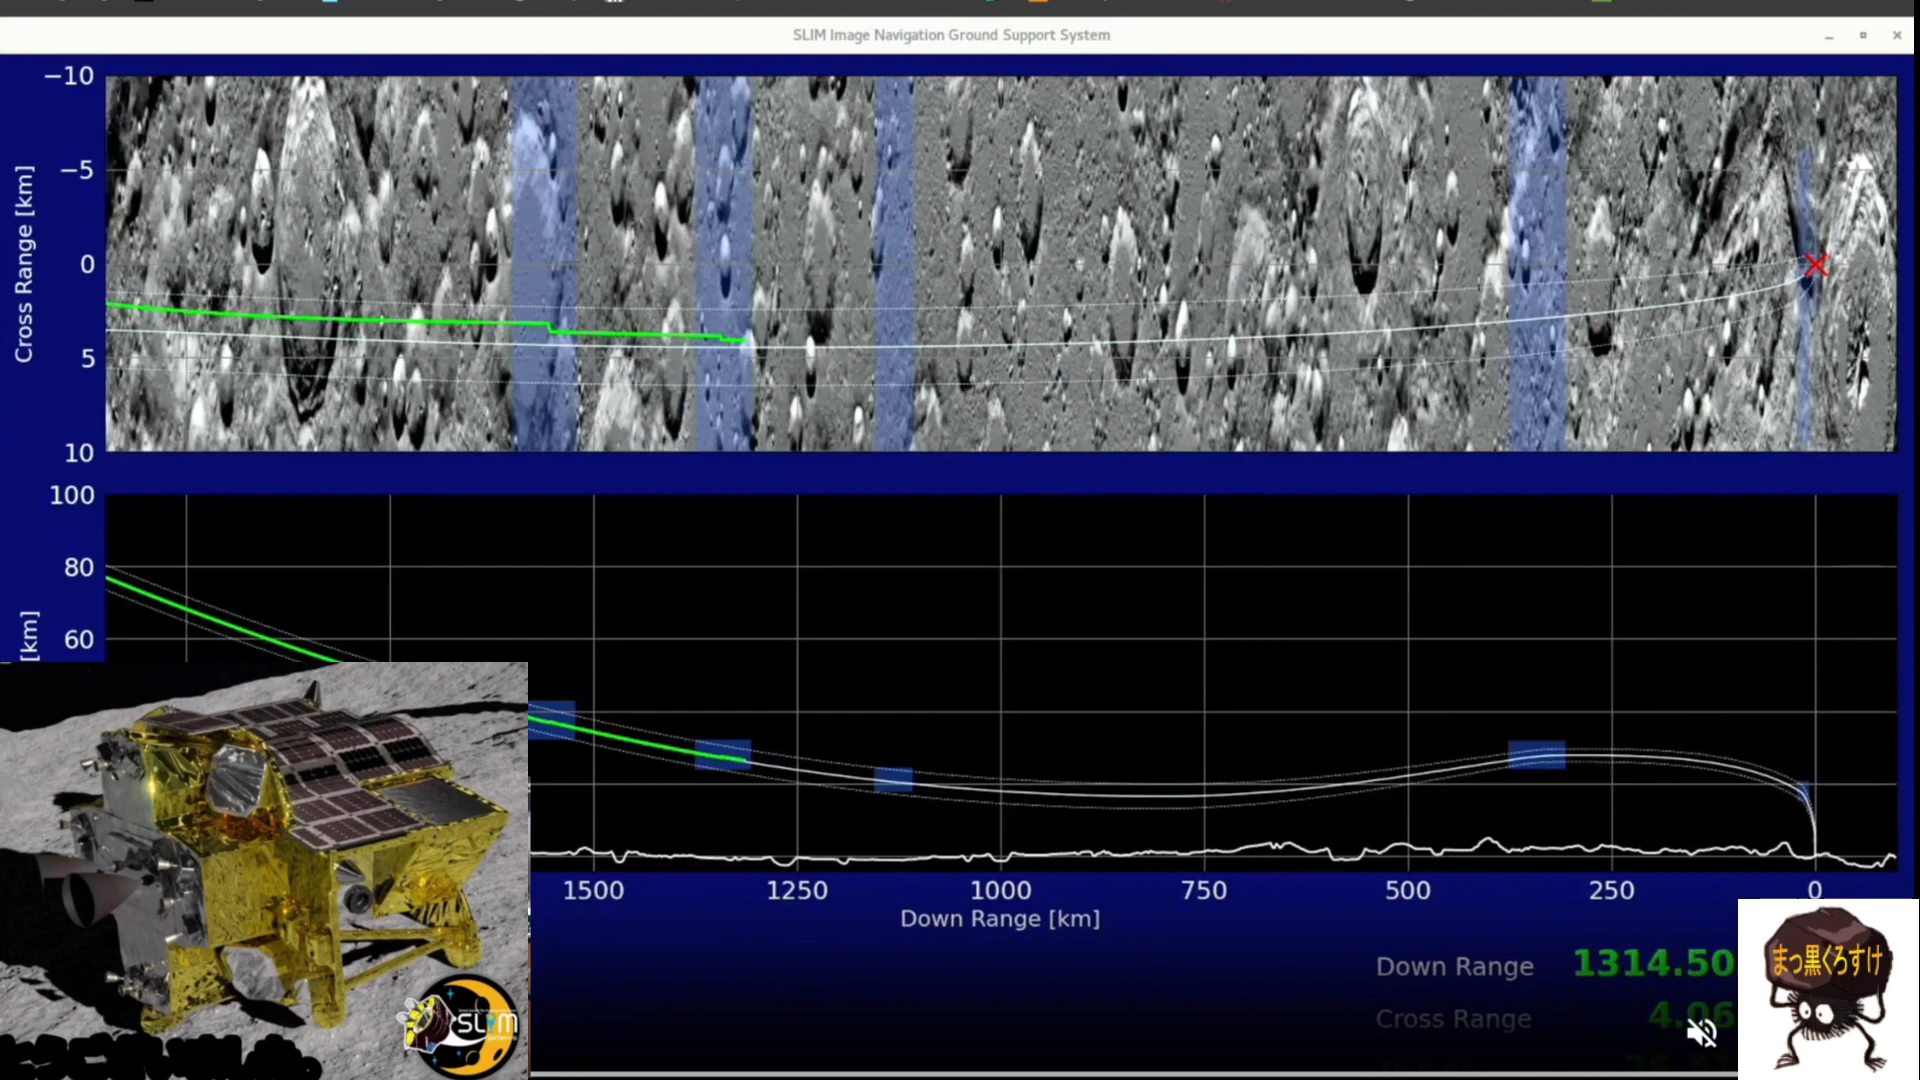 SLIM Image Navigation Ground Support System
−10
−5
0
5
10
Cross Range [km]
100
80
60
[km]
1500
1250
1000
750
500
250
0
Down Range [km]
Down Range 1314.50
Cross Range 4.06
SLIM
まっ黒くろすけ